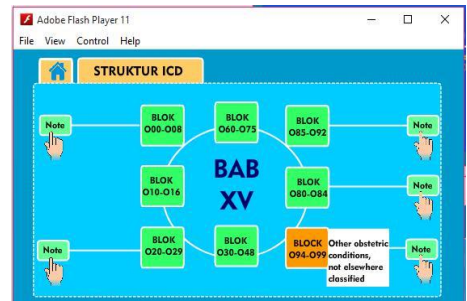 Adobe Flash Player 11
File View Control Help
STRUKTUR ICD
Note
BLOK
O00-O08
BLOK
O60-O75
BLOK
O85-O92
Note
BLOK
O10-O16
BAB
XV
BLOK
O80-O84
Note
Note
BLOK
O20-O29
BLOK
O30-O48
BLOCK
O94-O99
Other obstetric
conditions,
not elsewhere
classified
Note